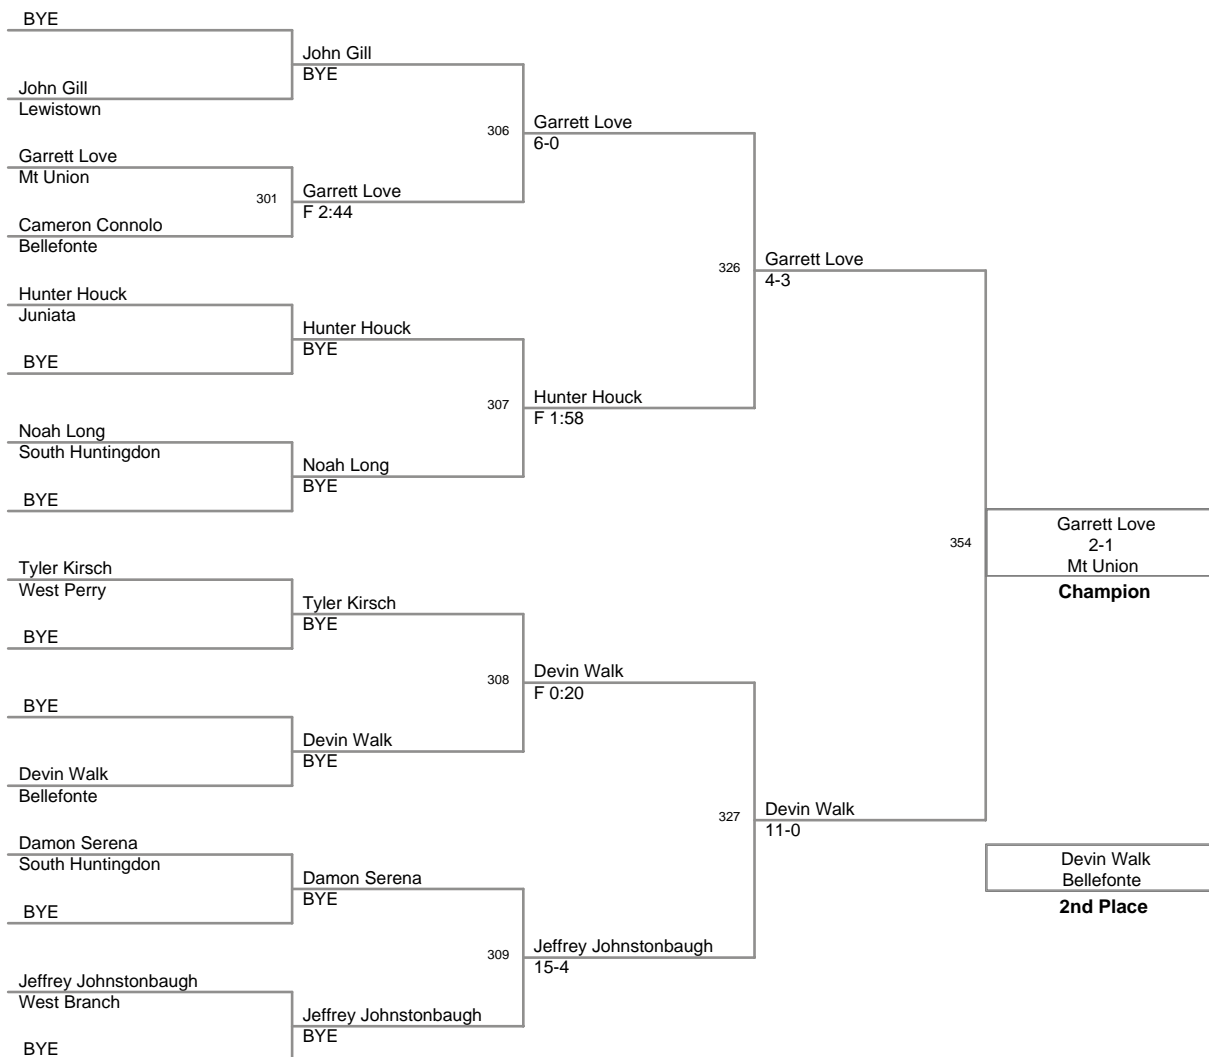 BYE
John Gill
BYE
John Gill
Lewistown
306
Garrett Love
6-0
Garrett Love
Mt Union
301
Garrett Love
F 2:44
Cameron Connolo
Bellefonte
326
Garrett Love
4-3
Hunter Houck
Juniata
Hunter Houck
BYE
BYE
307
Hunter Houck
F 1:58
Noah Long
South Huntingdon
Noah Long
BYE
BYE
354
Garrett Love
2-1
Mt Union
Champion
Tyler Kirsch
West Perry
Tyler Kirsch
BYE
BYE
308
Devin Walk
F 0:20
BYE
Devin Walk
BYE
Devin Walk
Bellefonte
327
Devin Walk
11-0
Damon Serena
South Huntingdon
Damon Serena
BYE
BYE
Devin Walk
Bellefonte
2nd Place
309
Jeffrey Johnstonbaugh
15-4
Jeffrey Johnstonbaugh
West Branch
Jeffrey Johnstonbaugh
BYE
BYE